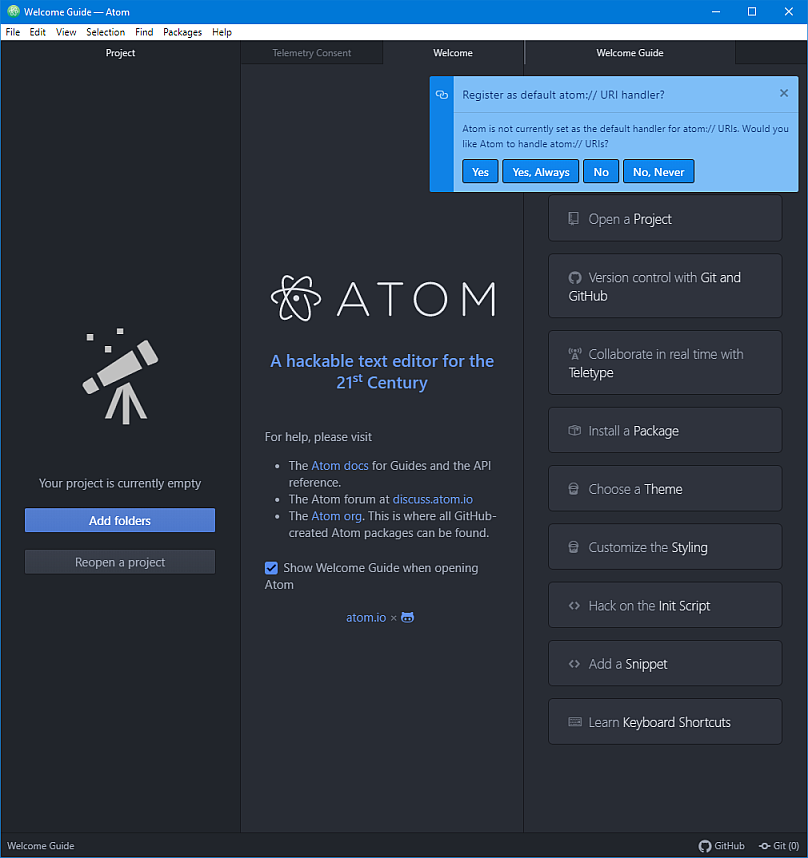 Welcome Guide — Atom
File Edit View Selection Find Packages Help
Project
Telemetry Consent
Welcome
Welcome Guide
Register as default atom:// URI handler?
Atom is not currently set as the default handler for atom:// URIs. Would you
like Atom to handle atom:// URIs?
Yes
Yes, Always
No
No, Never
Your project is currently empty
Add folders
Reopen a project
ATOM
A hackable text editor for the
21st Century
For help, please visit
• The Atom docs for Guides and the API
reference.
• The Atom forum at discuss.atom.io
• The Atom org. This is where all GitHub-
created Atom packages can be found.
Show Welcome Guide when opening
Atom
atom.io ×
Open a Project
Version control with Git and
GitHub
Collaborate in real time with
Teletype
Install a Package
Choose a Theme
Customize the Styling
Hack on the Init Script
Add a Snippet
Learn Keyboard Shortcuts
Welcome Guide
GitHub
Git (0)